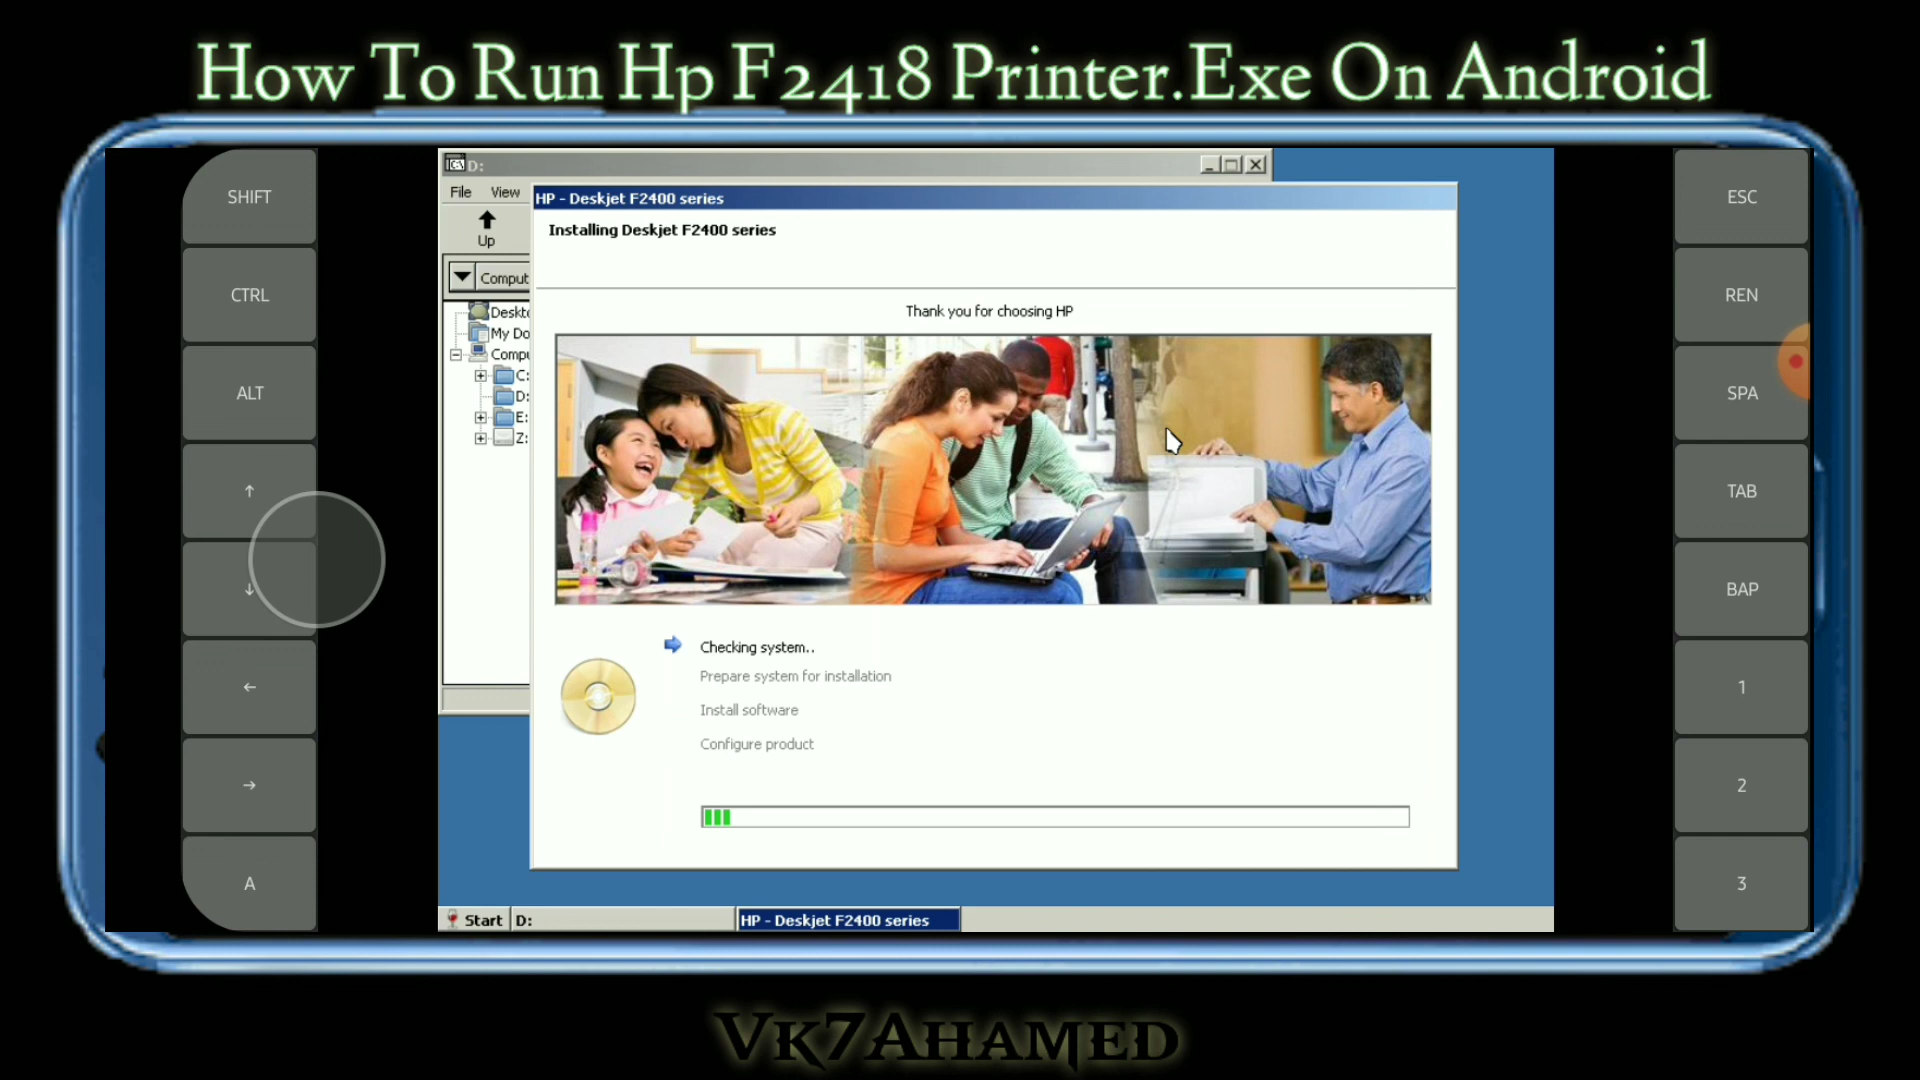 How To Run Hp F2418 Printer.Exe On Android
SHIFT
CTRL
ALT
↑
↓
←
→
A
D:
File View
Up
Comput
Deskt
My Do
Compu
C:
D:
E:
Z:
HP - Deskjet F2400 series
Installing Deskjet F2400 series
Thank you for choosing HP
Checking system..
Prepare system for installation
Install software
Configure product
Start D: HP - Deskjet F2400 series
ESC
REN
SPA
TAB
BAP
1
2
3
Vk7Ahamed